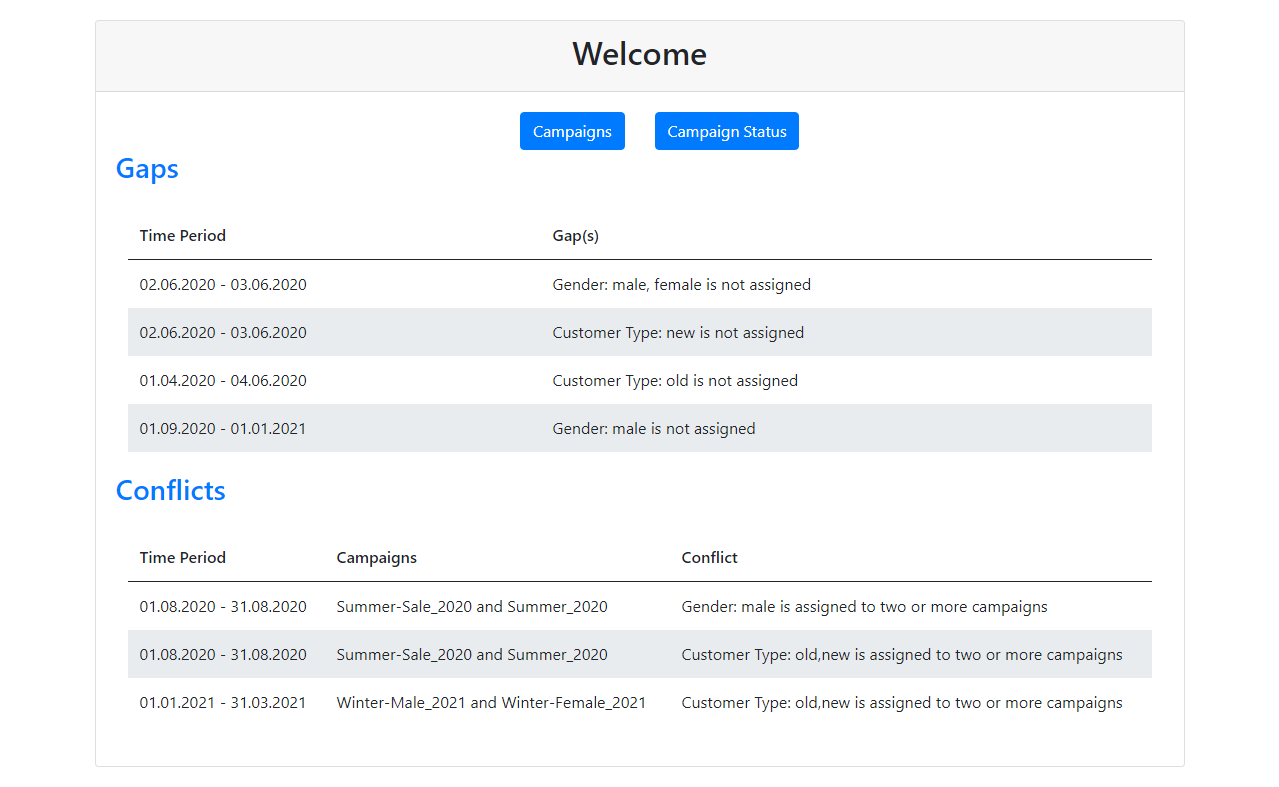 Welcome
Campaigns Campaign Status
Gaps
Time Period Gap(s)
02.06.2020 - 03.06.2020 Gender: male, female is not assigned
02.06.2020 - 03.06.2020 Customer Type: new is not assigned
01.04.2020 - 04.06.2020 Customer Type: old is not assigned
01.09.2020 - 01.01.2021 Gender: male is not assigned
Conflicts
Time Period Campaigns Conflict
01.08.2020 - 31.08.2020 Summer-Sale_2020 and Summer_2020 Gender: male is assigned to two or more campaigns
01.08.2020 - 31.08.2020 Summer-Sale_2020 and Summer_2020 Customer Type: old,new is assigned to two or more campaigns
01.01.2021 - 31.03.2021 Winter-Male_2021 and Winter-Female_2021 Customer Type: old,new is assigned to two or more campaigns